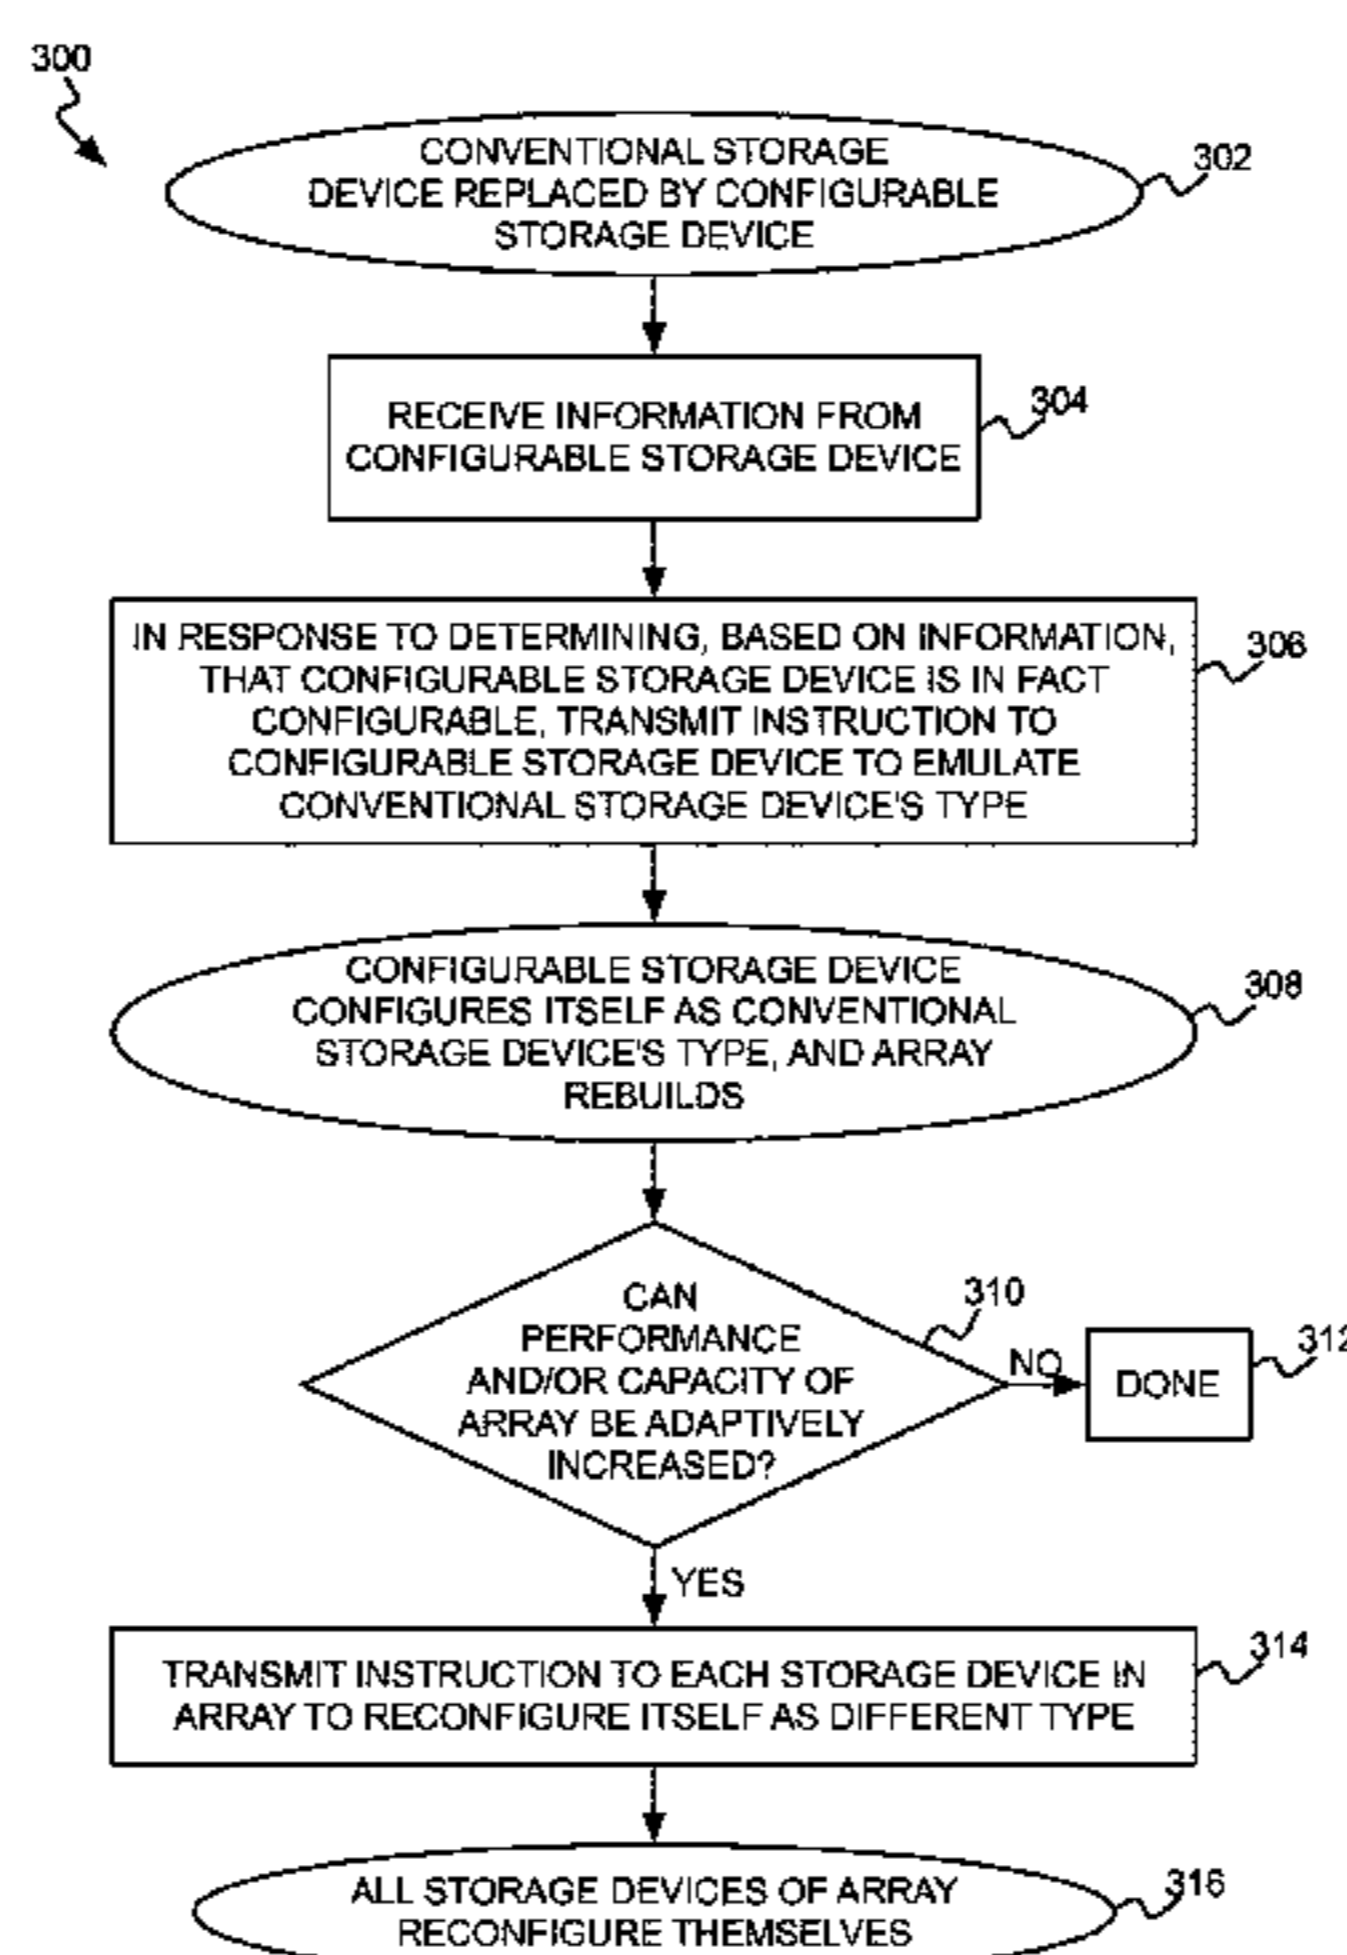 300
CONVENTIONAL STORAGE
DEVICE REPLACED BY CONFIGURABLE
STORAGE DEVICE
302
RECEIVE INFORMATION FROM
CONFIGURABLE STORAGE DEVICE
304
IN RESPONSE TO DETERMINING, BASED ON INFORMATION,
THAT CONFIGURABLE STORAGE DEVICE IS IN FACT
CONFIGURABLE, TRANSMIT INSTRUCTION TO
CONFIGURABLE STORAGE DEVICE TO EMULATE
CONVENTIONAL STORAGE DEVICE'S TYPE
306
CONFIGURABLE STORAGE DEVICE
CONFIGURES ITSELF AS CONVENTIONAL
STORAGE DEVICE'S TYPE, AND ARRAY
REBUILDS
308
CAN
PERFORMANCE
AND/OR CAPACITY OF
ARRAY BE ADAPTIVELY
INCREASED?
310
NO
DONE
312
YES
TRANSMIT INSTRUCTION TO EACH STORAGE DEVICE IN
ARRAY TO RECONFIGURE ITSELF AS DIFFERENT TYPE
314
ALL STORAGE DEVICES OF ARRAY
RECONFIGURE THEMSELVES
316